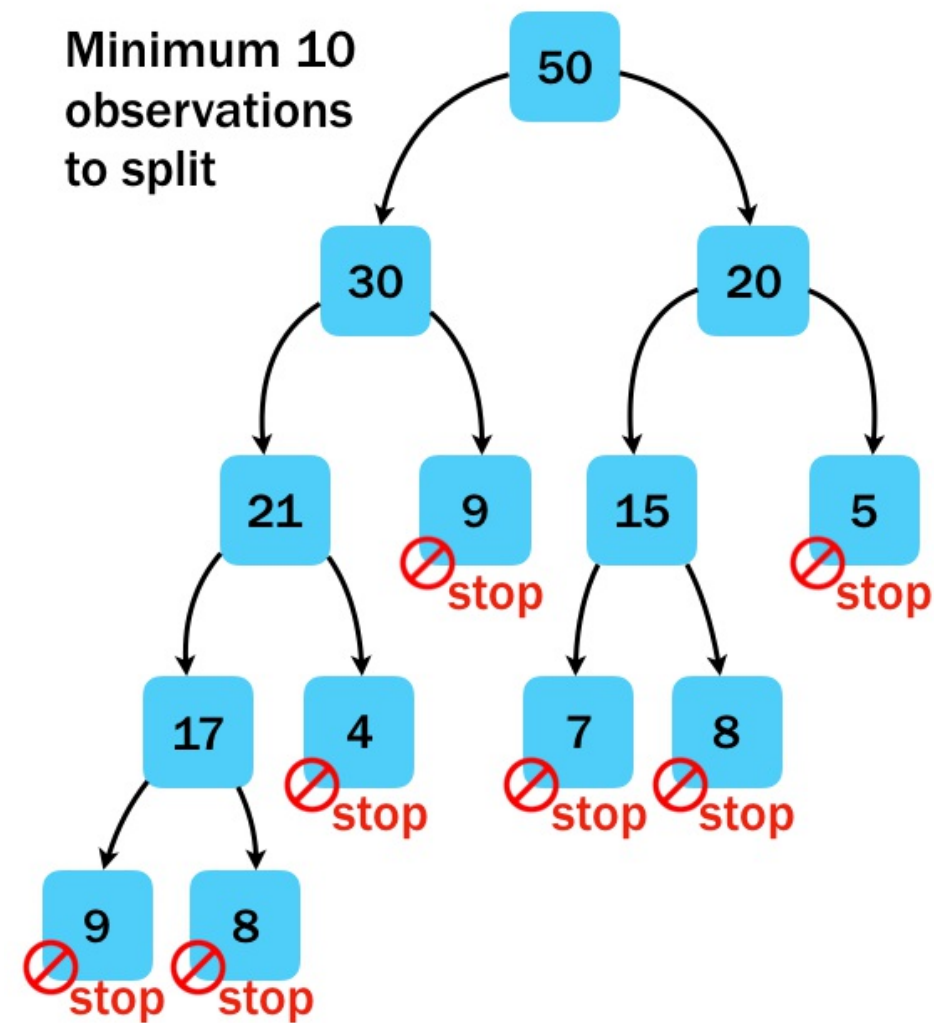 Minimum 10
observations
to split
50
30
20
21
9
15
5
stop
stop
17
4
7
8
stop
stop
stop
9
8
stop
stop